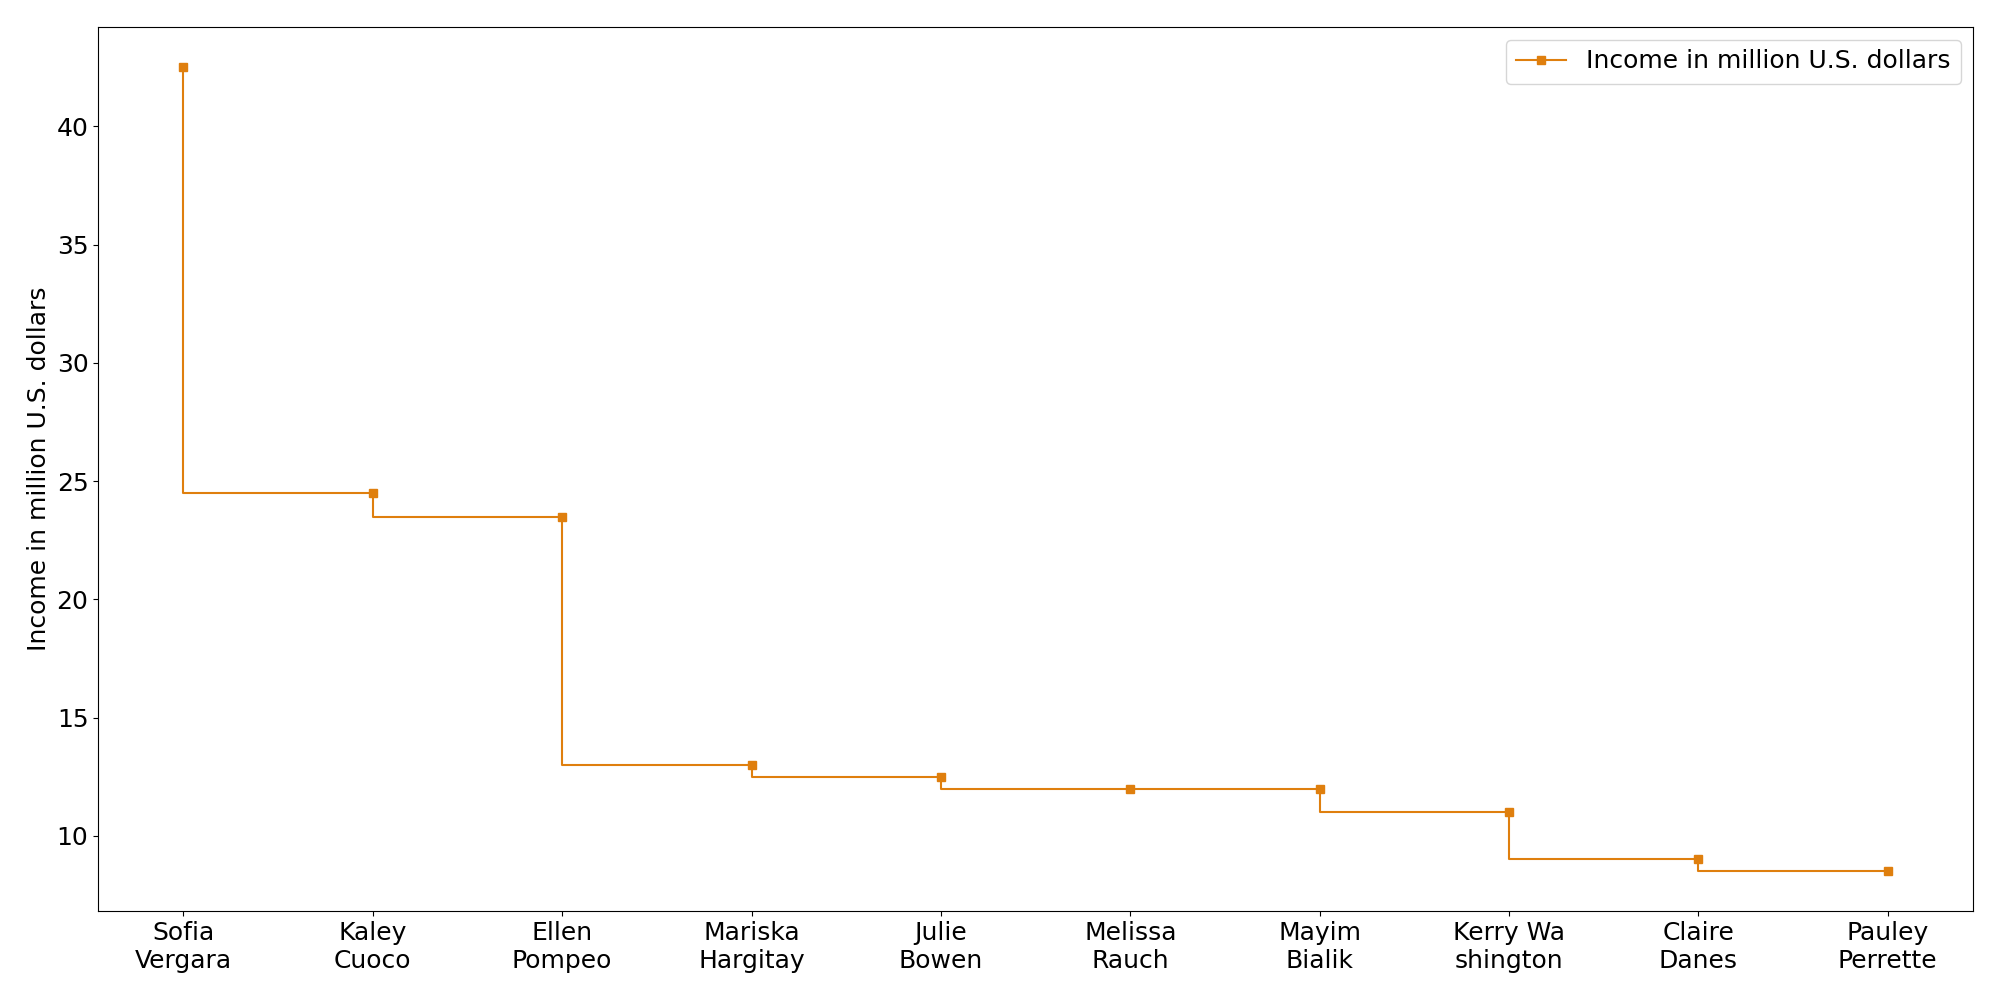 Income in million U.S. dollars
40
35
30
25
20
15
10
Income in million U.S. dollars
Sofia
Vergara
Kaley
Cuoco
Ellen
Pompeo
Mariska
Hargitay
Julie
Bowen
Melissa
Rauch
Mayim
Bialik
Kerry Wa
shington
Claire
Danes
Pauley
Perrette